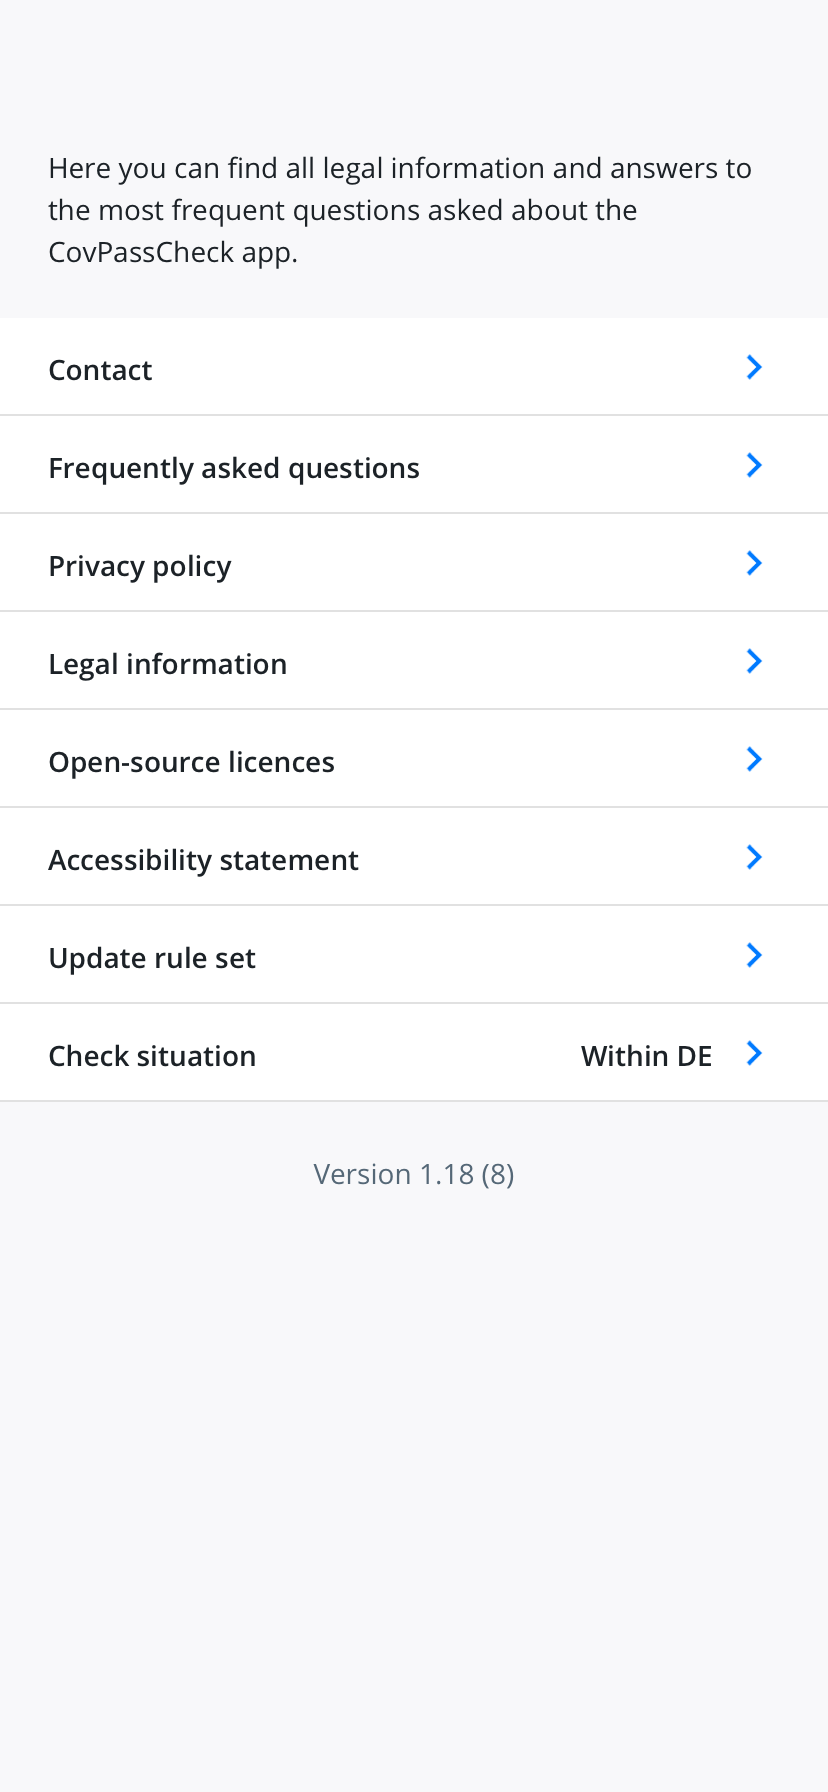 Here you can find all legal information and answers to
the most frequent questions asked about the
CovPassCheck app.
Contact
Frequently asked questions
Privacy policy
Legal information
Open-source licences
Accessibility statement
Update rule set
Check situation Within DE
Version 1.18 (8)